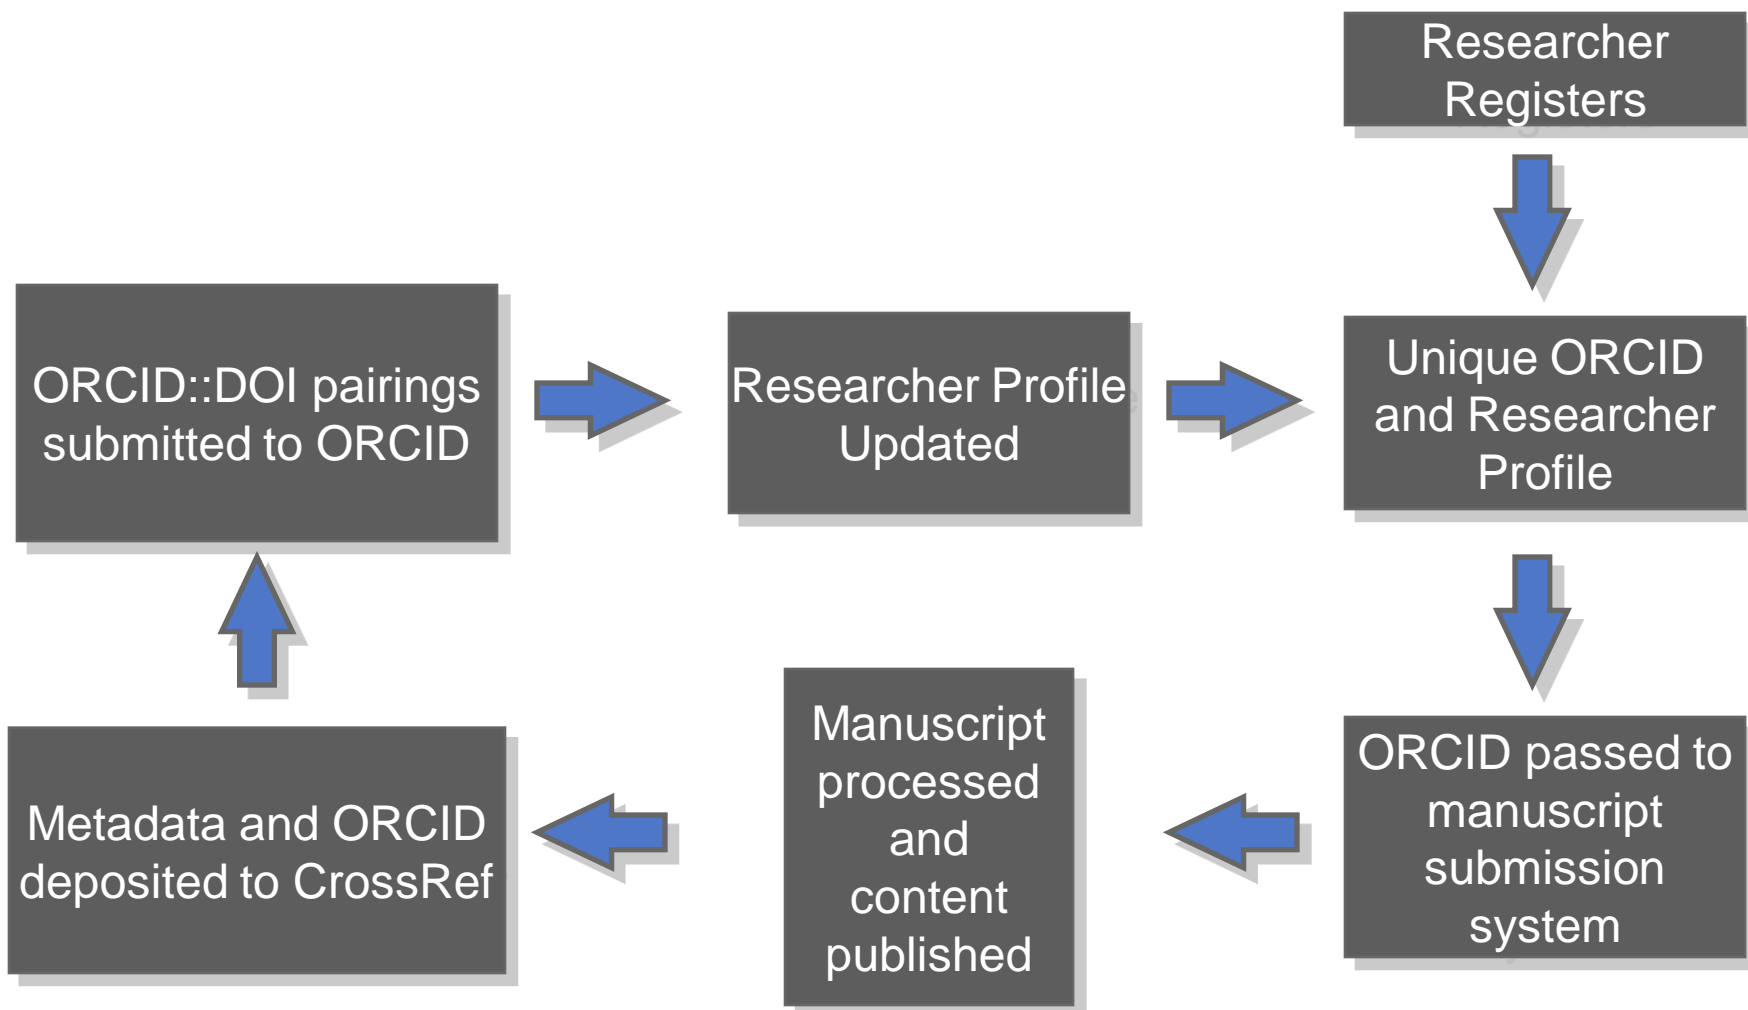 Researcher
Registers
ORCID::DOI pairings
submitted to ORCID
Researcher Profile
Updated
Unique ORCID
and Researcher
Profile
Metadata and ORCID
deposited to CrossRef
Manuscript
processed
and
content
published
ORCID passed to
manuscript
submission
system